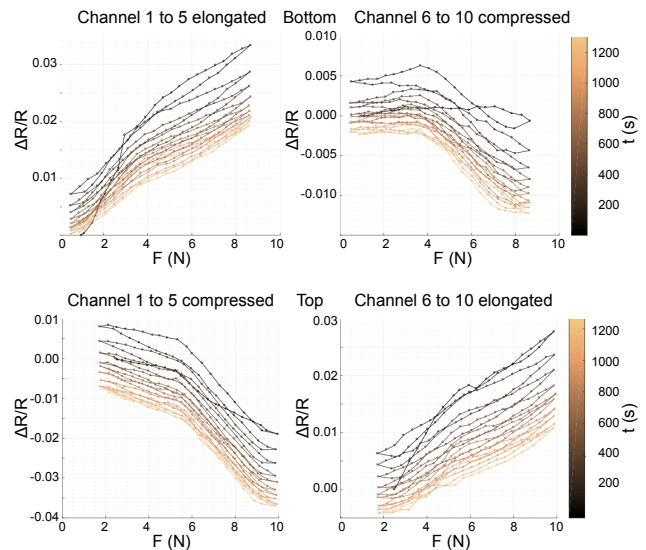 Channel 1 to 5 elongated Bottom Channel 6 to 10 compressed
0.03
0.02
0.01
ΔR/R
0 2 4 6 8 10
F (N)
0.010
0.005
0.000
-0.005
-0.010
ΔR/R
0 2 4 6 8 10
F (N)
1200
1000
800
600
400
200
t (s)
Channel 1 to 5 compressed Top Channel 6 to 10 elongated
0.01
0.00
-0.01
-0.02
-0.03
-0.04
ΔR/R
0 2 4 6 8 10
F (N)
0.03
0.02
0.01
0.00
ΔR/R
0 2 4 6 8 10
F (N)
1200
1000
800
600
400
200
t (s)